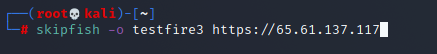 ┌──(root💀kali)-[~]
└─# skipfish -o testfire3 https://65.61.137.117